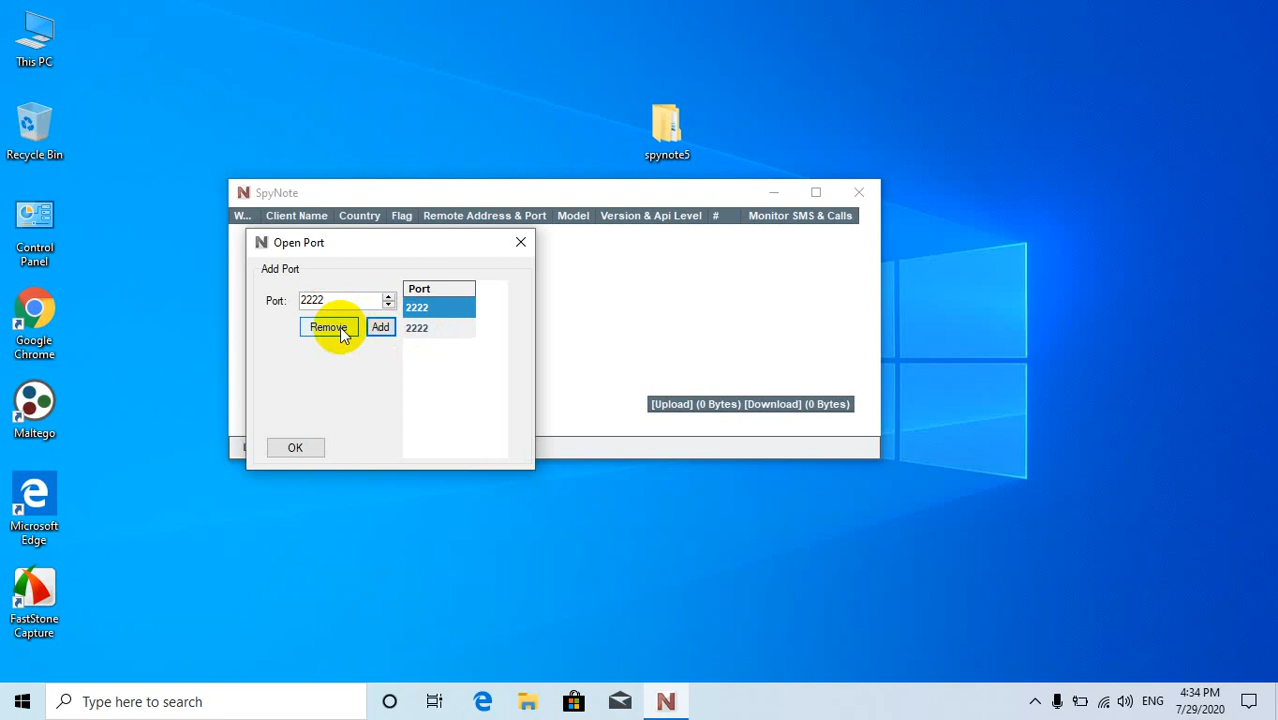 This PC
Recycle Bin
Control
Panel
Google
Chrome
Maltego
Microsoft
Edge
FastStone
Capture
spynote5
SpyNote
W...
Client Name
Country
Flag
Remote Address & Port
Model
Version & Api Level
#
Monitor SMS & Calls
Open Port
Add Port
Port:
2222
Remove
Add
Port
2222
2222
OK
[Upload] (0 Bytes) [Download] (0 Bytes)
Type here to search
ENG
4:34 PM
7/29/2020